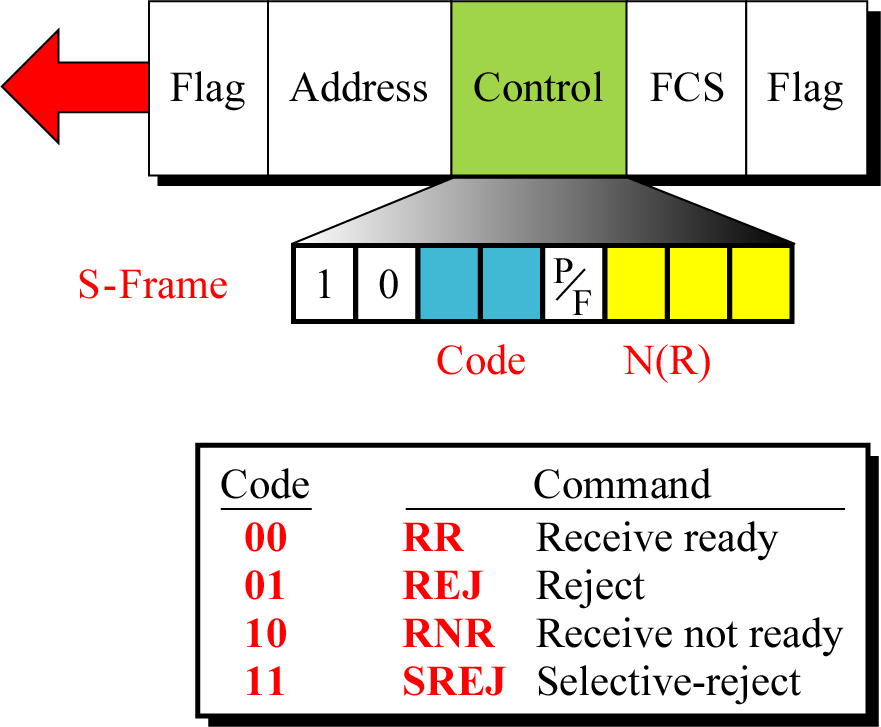 Flag Address Control FCS Flag
S-Frame 1 0 P/F
Code N(R)
Code Command
00 RR Receive ready
01 REJ Reject
10 RNR Receive not ready
11 SREJ Selective-reject